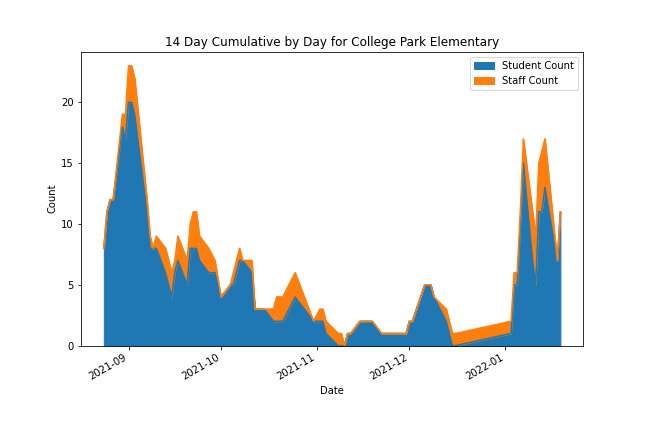 14 Day Cumulative by Day for College Park Elementary
Student Count
Staff Count
Count
20
15
10
5
0
2021-09
2021-10
2021-11
2021-12
2022-01
Date